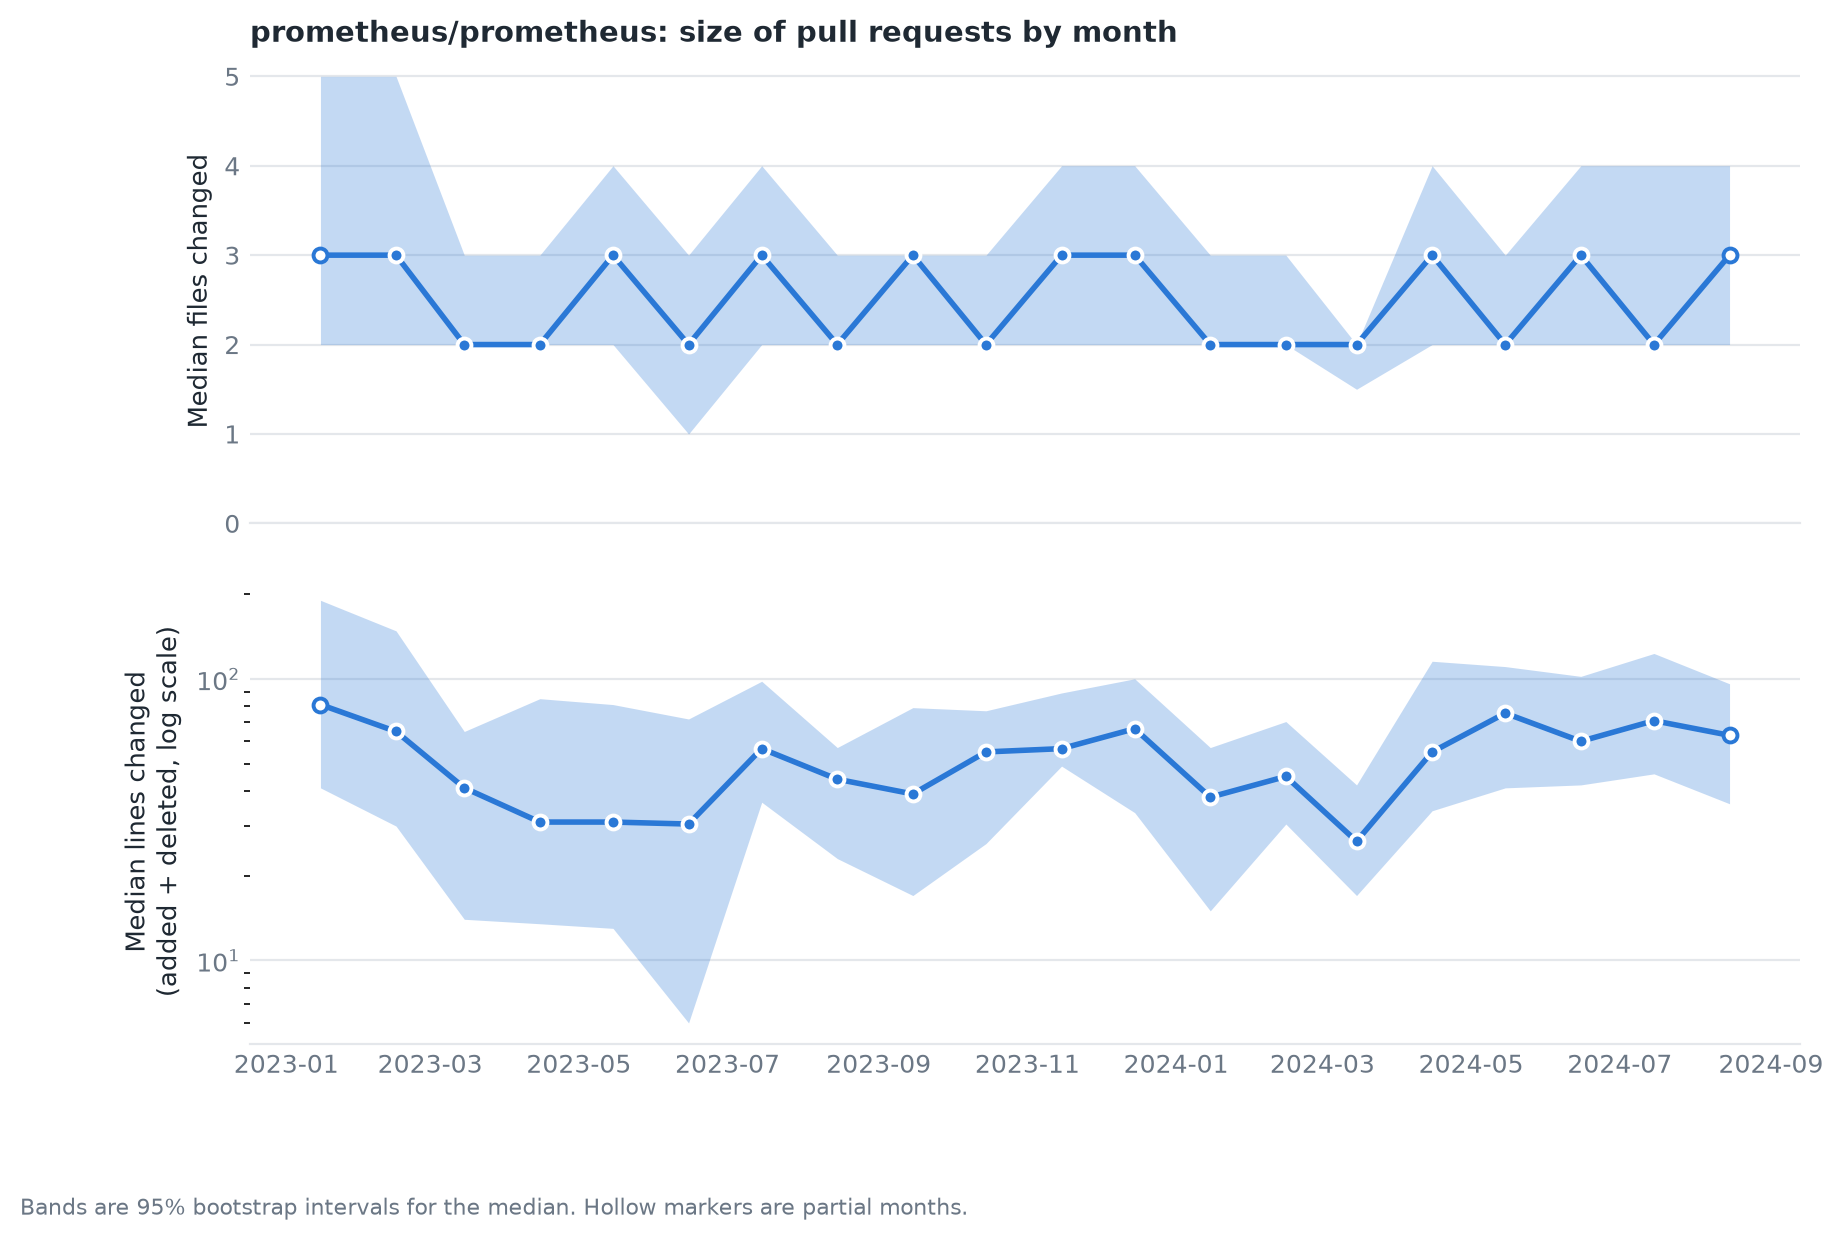 prometheus/prometheus: size of pull requests by month
Median files changed
5
4
3
2
1
0
Median lines changed
(added + deleted, log scale)
10²
10¹
2023-01 2023-03 2023-05 2023-07 2023-09 2023-11 2024-01 2024-03 2024-05 2024-07 2024-09
Bands are 95% bootstrap intervals for the median. Hollow markers are partial months.